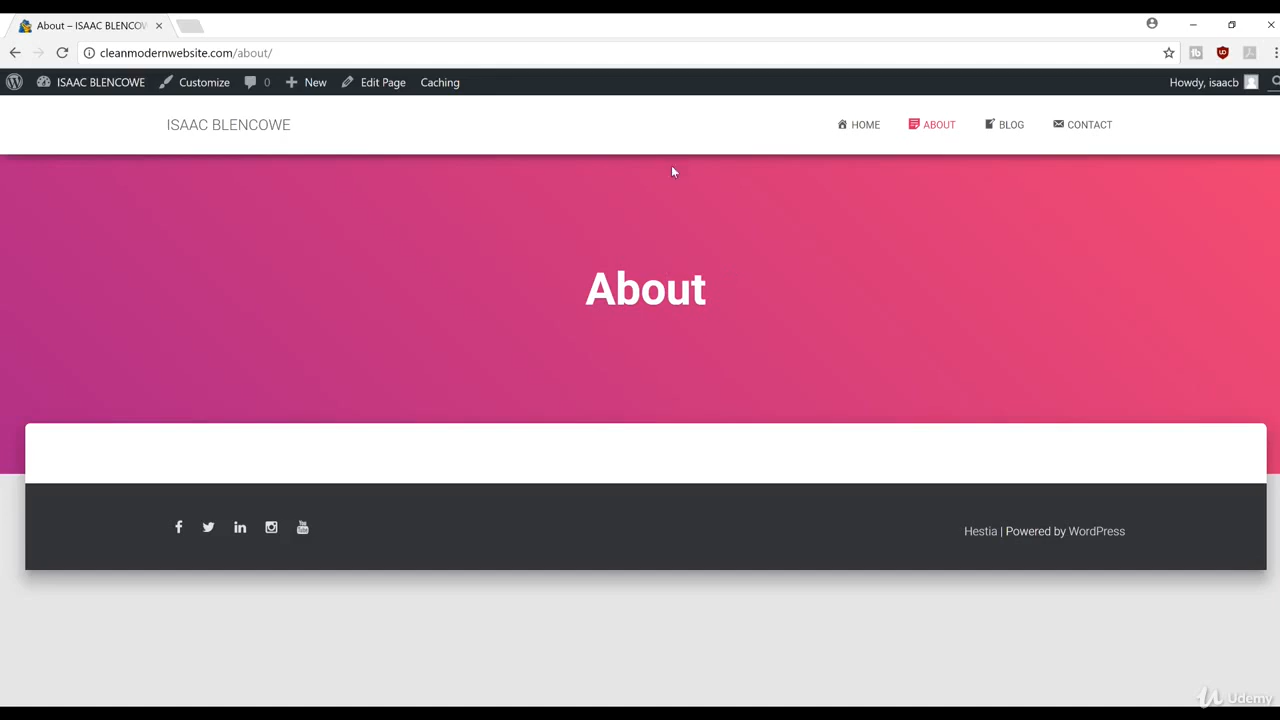 About – ISAAC BLENCOW
cleanmodernwebsite.com/about/
ISAAC BLENCOWE Customize 0 New Edit Page Caching Howdy, isaacb
ISAAC BLENCOWE HOME ABOUT BLOG CONTACT
About
Hestia | Powered by WordPress
Udemy